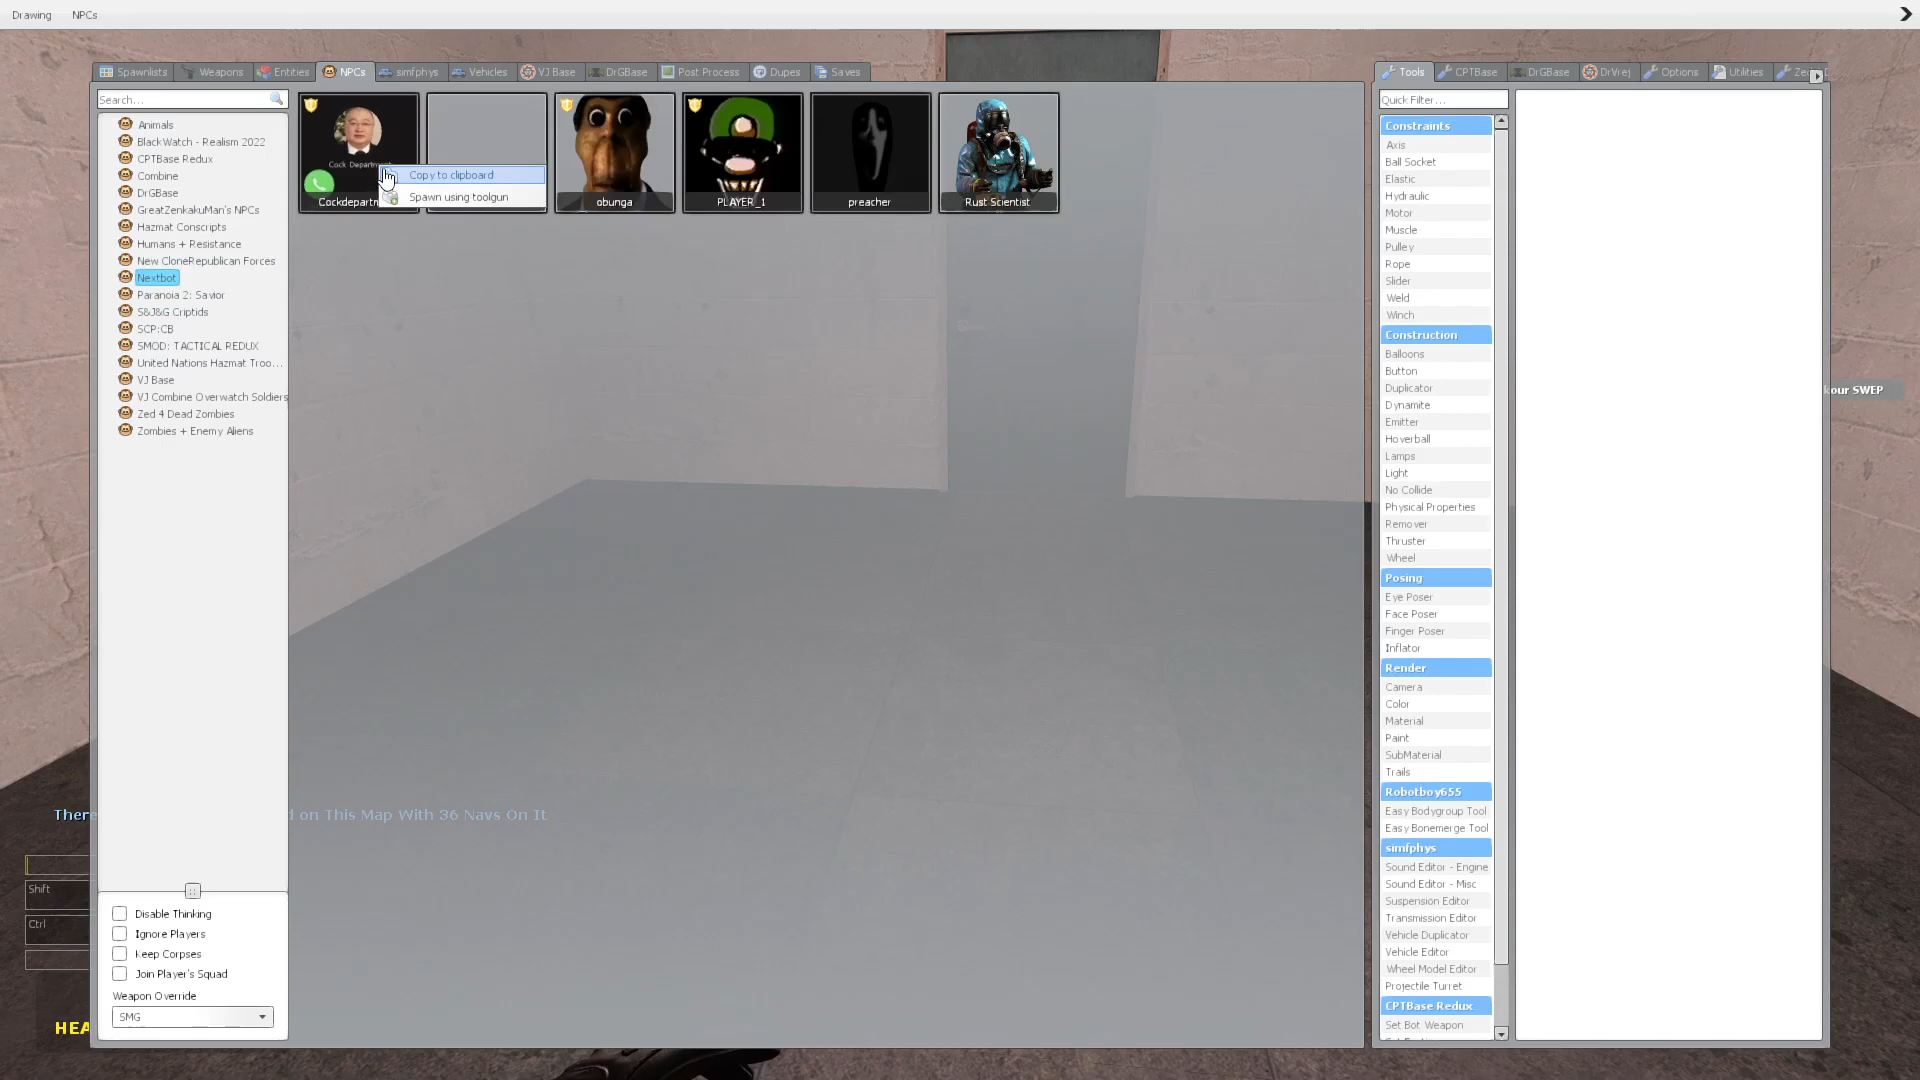 Drawing NPCs
Spawnlists Weapons Entities NPCs simfphys Vehicles VJ Base DrGBase Post Process Dupes Saves
Tools CPTBase DrGBase DrVrej Options Utilities
Search...
Animals
BlackWatch - Realism 2022
CPTBase Redux
Combine
DrGBase
GreatZenkakuMan's NPCs
Hazmat Conscripts
Humans + Resistance
New CloneRepublican Forces
Nextbot
Paranoia 2: Savior
S&J&G Criptids
SCP:CB
SMOD: TACTICAL REDUX
United Nations Hazmat Troo...
VJ Base
VJ Combine Overwatch Soldiers
Zed 4 Dead Zombies
Zombies + Enemy Aliens
Cock Department
Cockdepartm
Copy to clipboard
Spawn using toolgun
obunga
PLAYER_1
preacher
Rust Scientist
Quick Filter...
Constraints
Axis
Ball Socket
Elastic
Hydraulic
Motor
Muscle
Pulley
Rope
Slider
Weld
Winch
Construction
Balloons
Button
Duplicator
Dynamite
Emitter
Hoverball
Lamps
Light
No Collide
Physical Properties
Remover
Thruster
Wheel
Posing
Eye Poser
Face Poser
Finger Poser
Inflator
Render
Camera
Color
Material
Paint
SubMaterial
Trails
Robotboy655
Easy Bodygroup Tool
Easy Bonemerge Tool
simfphys
Sound Editor - Engine
Sound Editor - Misc
Suspension Editor
Transmission Editor
Vehicle Duplicator
Vehicle Editor
Wheel Model Editor
Projectile Turret
CPTBase Redux
Set Bot Weapon
kour SWEP
There d on This Map With 36 Navs On It
Shift
Ctrl
HEA
Disable Thinking
Ignore Players
Keep Corpses
Join Player's Squad
Weapon Override
SMG